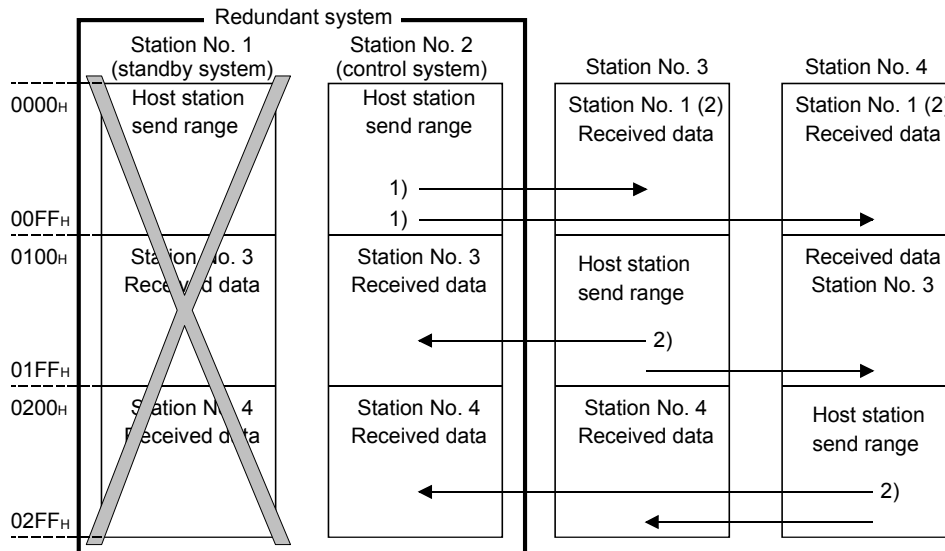 Redundant system
Station No. 1
(standby system)
Station No. 2
(control system)
Station No. 3
Station No. 4
0000H
Host station
send range
Host station
send range
Station No. 1 (2)
Received data
Station No. 1 (2)
Received data
1)
1)
00FFH
0100H
Station No. 3
Received data
Station No. 3
Received data
Host station
send range
Received data
Station No. 3
2)
01FFH
0200H
Station No. 4
Received data
Station No. 4
Received data
Station No. 4
Received data
Host station
send range
2)
02FFH